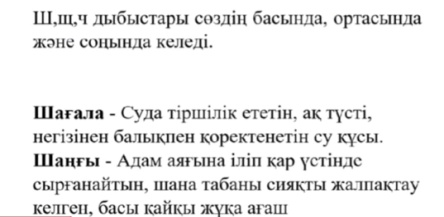 Ш,щ,ч дыбыстары сөздің басында, ортасында
және соңында келеді.
Шағала - Суда тіршілік ететін, ақ түсті,
негізінен балықпен қоректенетін су құсы.
Шаңғы - Адам аяғына іліп қар үстінде
сырғанайтын, шана табаны сияқты жалпақтау
келген, басы қайқы жұқа ағаш